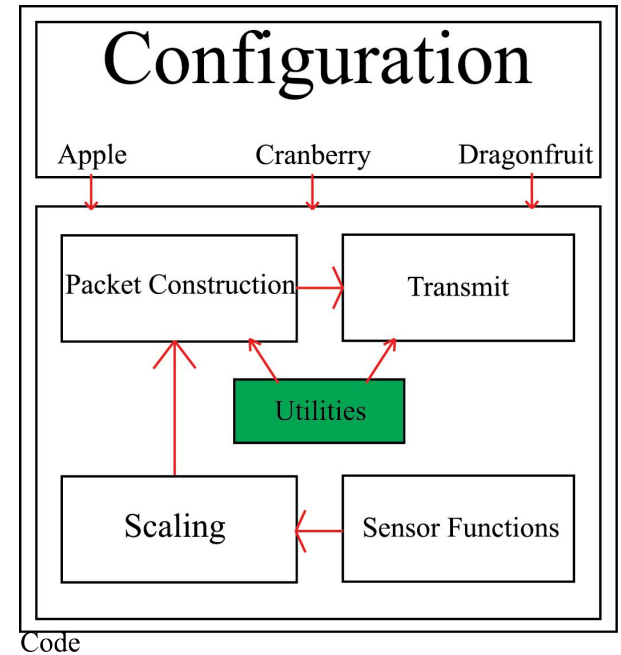 Configuration
Apple
Cranberry
Dragonfruit
Packet Construction
Transmit
Utilities
Scaling
Sensor Functions
Code